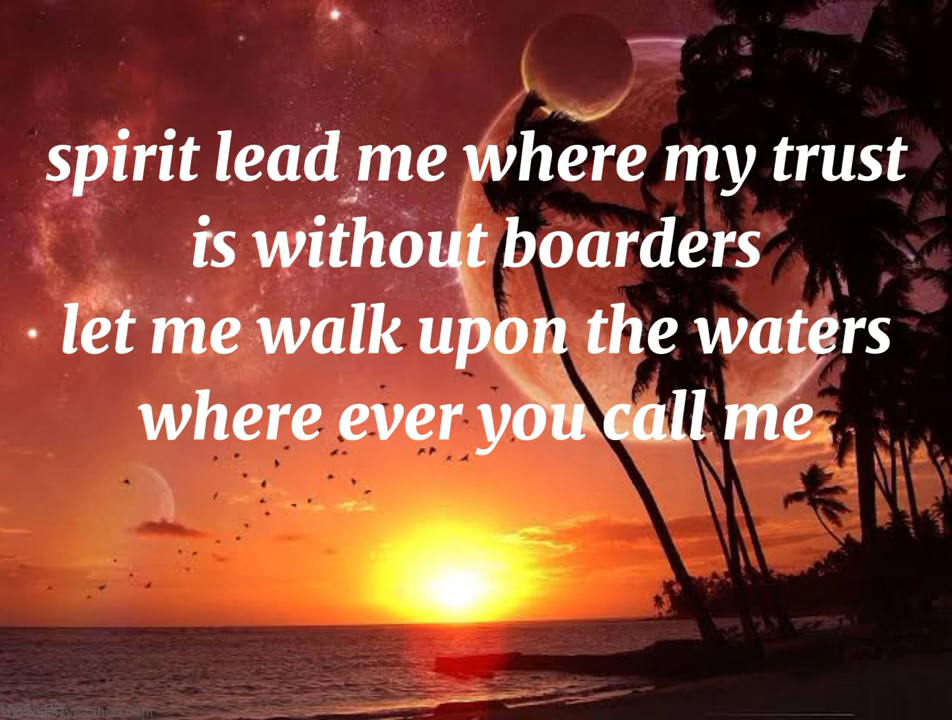 spirit lead me where my trust
is without boarders
let me walk upon the waters
where ever you call me